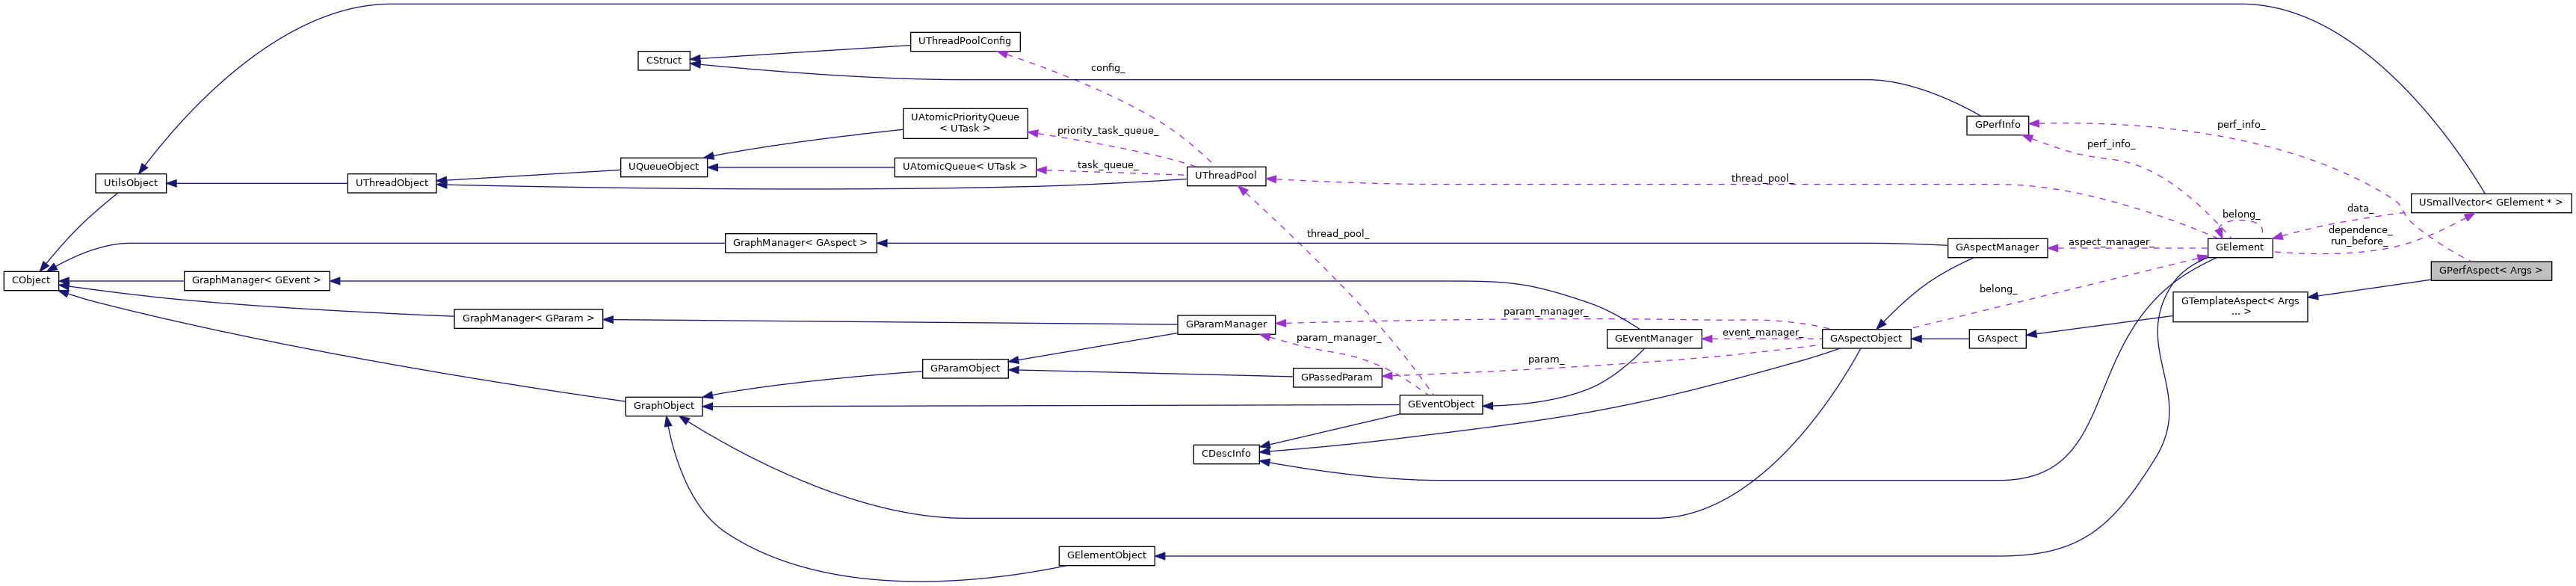 UThreadPoolConfig
CStruct
config_
UAtomicPriorityQueue
< UTask >
priority_task_queue_
GPerfInfo
perf_info_
perf_info_
UQueueObject
UAtomicQueue< UTask >
task_queue_
UThreadPool
thread_pool_
UtilsObject
UThreadObject
USmallVector< GElement * >
data_
belong_
dependence_
run_before_
thread_pool_
GraphManager< GAspect >
GAspectManager
aspect_manager_
GElement
GPerfAspect< Args >
CObject
GraphManager< GEvent >
belong_
GTemplateAspect< Args
... >
GraphManager< GParam >
GParamManager
param_manager_
param_manager_
GEventManager
event_manager_
GAspectObject
GAspect
param_
GParamObject
GPassedParam
GraphObject
GEventObject
CDescInfo
GElementObject